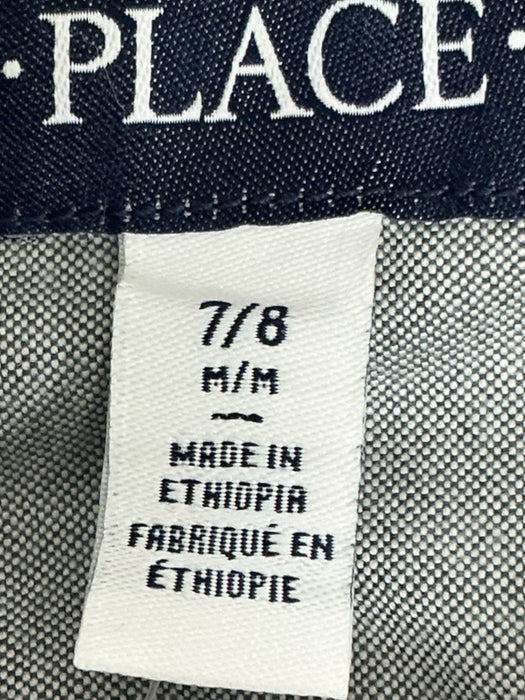 · PLACE ·
7/8
M/M
MADE IN
ETHIOPIA
FABRIQUÉ EN
ÉTHIOPIE